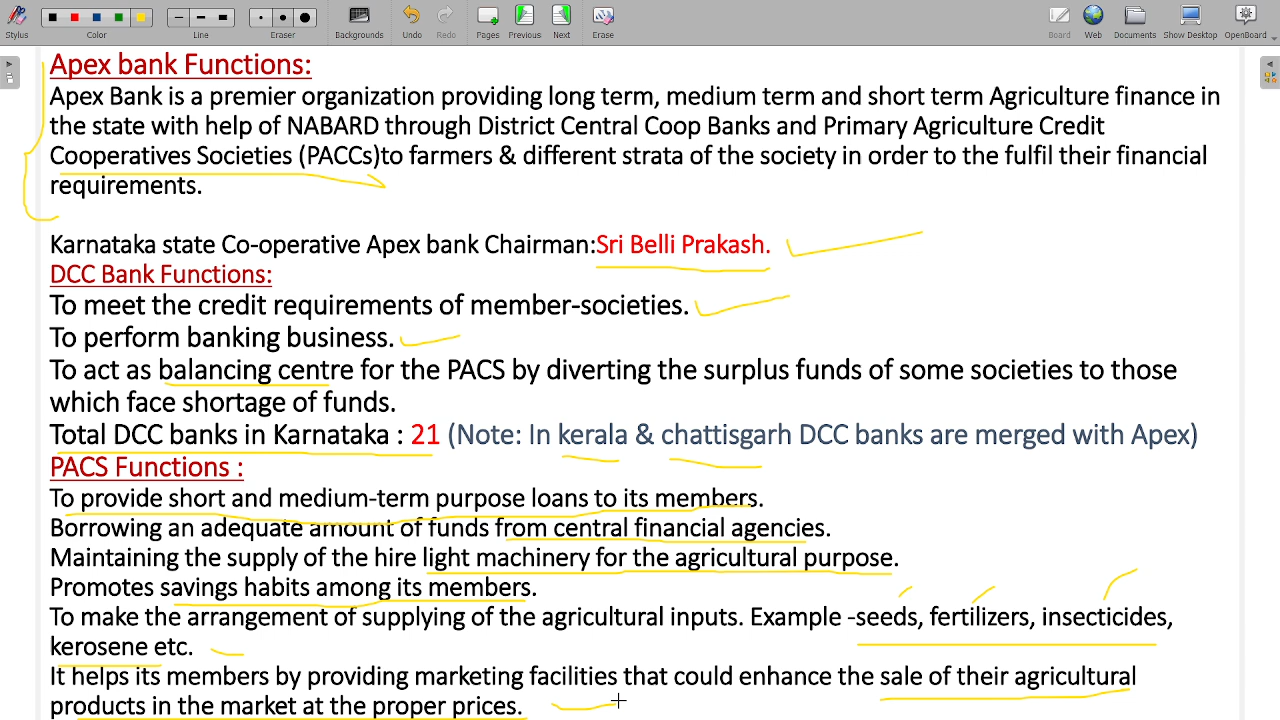 Stylus Color Line Eraser Backgrounds Undo Redo Pages Previous Next Erase Board Web Documents Show Desktop OpenBoard
Apex bank Functions:
Apex Bank is a premier organization providing long term, medium term and short term Agriculture finance in
the state with help of NABARD through District Central Coop Banks and Primary Agriculture Credit
Cooperatives Societies (PACCs)to farmers & different strata of the society in order to the fulfil their financial
requirements.
Karnataka state Co-operative Apex bank Chairman:Sri Belli Prakash.
DCC Bank Functions:
To meet the credit requirements of member-societies.
To perform banking business.
To act as balancing centre for the PACS by diverting the surplus funds of some societies to those
which face shortage of funds.
Total DCC banks in Karnataka : 21 (Note: In kerala & chattisgarh DCC banks are merged with Apex)
PACS Functions :
To provide short and medium-term purpose loans to its members.
Borrowing an adequate amount of funds from central financial agencies.
Maintaining the supply of the hire light machinery for the agricultural purpose.
Promotes savings habits among its members.
To make the arrangement of supplying of the agricultural inputs. Example -seeds, fertilizers, insecticides,
kerosene etc.
It helps its members by providing marketing facilities that could enhance the sale of their agricultural
products in the market at the proper prices.